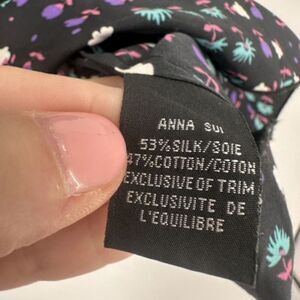 ANNA SUI
53%SILK/SOIE
47%COTTON/COTON
EXCLUSIVE OF TRIM
EXCLUSIVITE DE
L'EQUILIBRE